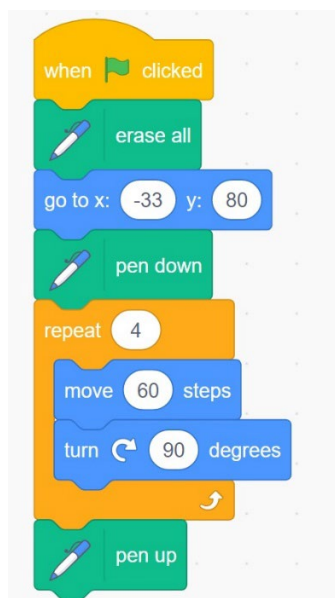 when clicked
erase all
go to x: -33 y: 80
pen down
repeat 4
move 60 steps
turn 90 degrees
pen up